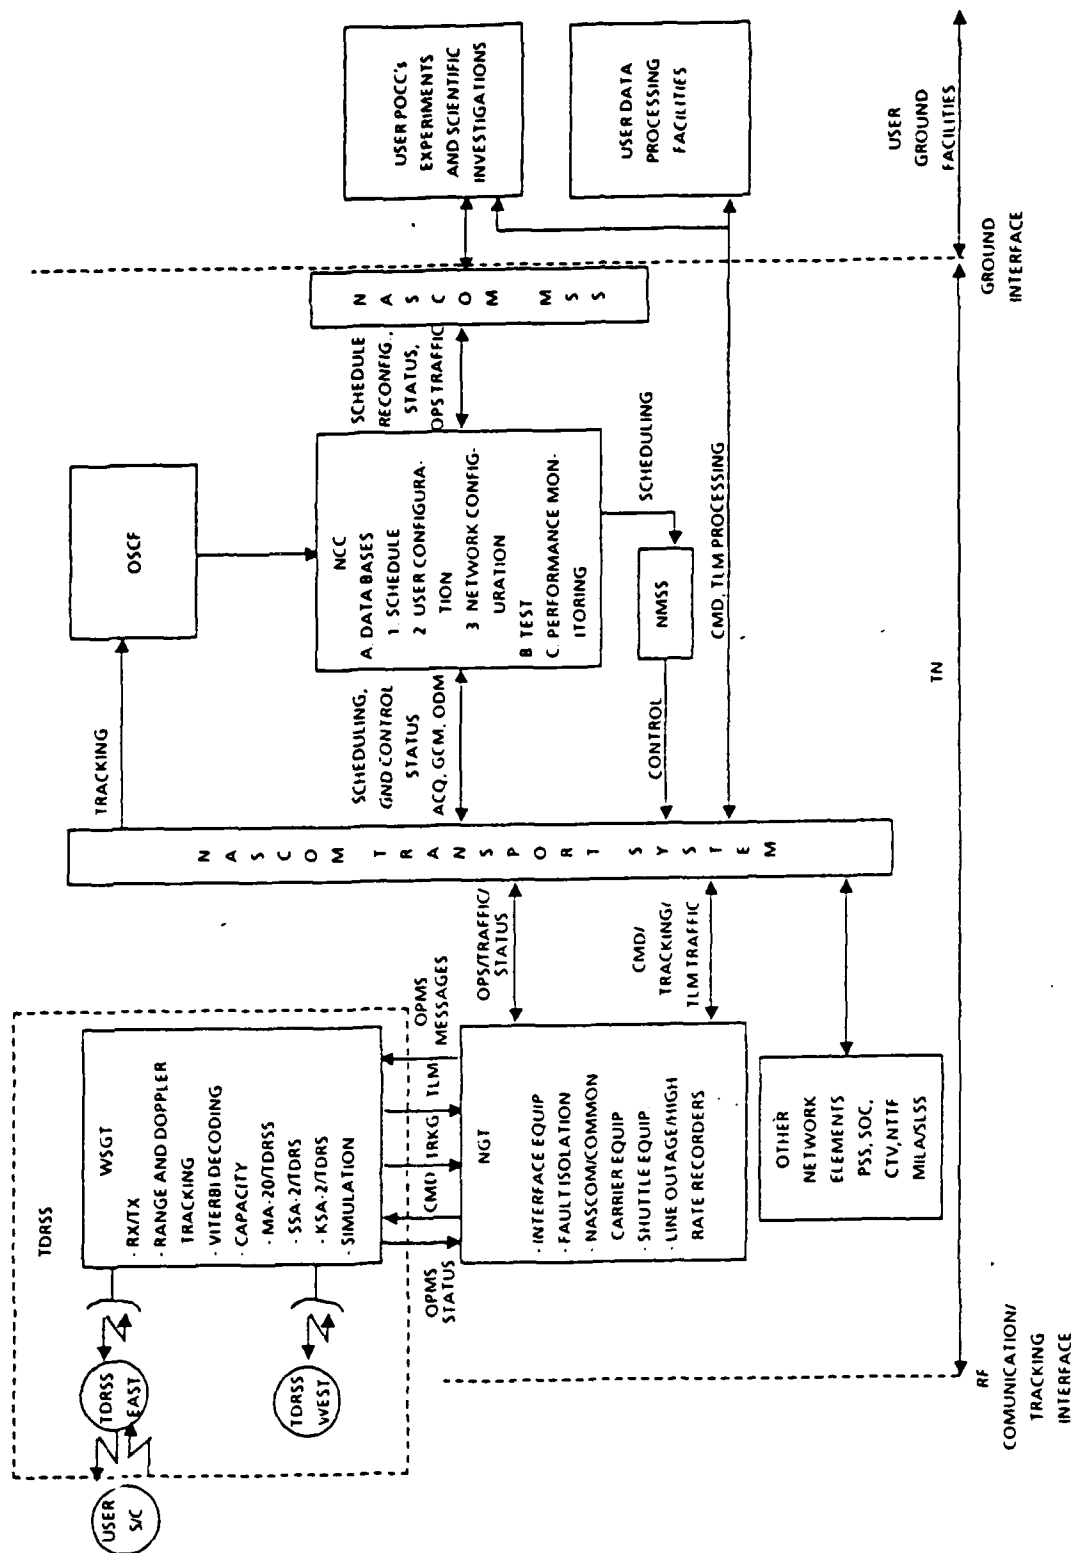 TDRSS
USER
S/C
TDRSS
EAST
TDRSS
WEST
WSGT
· RX/TX
· RANGE AND DOPPLER
TRACKING
· VITERBI DECODING
· CAPACITY
· MA-20/TDRSS
· SSA-2/TDRS
· KSA-2/TDRS
· SIMULATION
OPMS
STATUS
CMD
TRKG
TLM
OPMS
MESSAGES
NGT
· INTERFACE EQUIP
· FAULT ISOLATION
· NASCOM/COMMON
CARRIER EQUIP
· SHUTTLE EQUIP
· LINE OUTAGE/HIGH
RATE RECORDERS
OTHER
NETWORK
ELEMENTS
PSS, SOC,
CTV, NTTF
MILA/SLSS
OPS/TRAFFIC/
STATUS
CMD/
TRACKING/
TLM TRAFFIC
NASCOM TRANSPORT SYSTEM
TRACKING
OSCF
SCHEDULING,
GND CONTROL
STATUS
ACQ, GCM, ODM
NCC
A. DATA BASES
1. SCHEDULE
2 USER CONFIGURA-
TION
3 NETWORK CONFIG-
URATION
B TEST
C. PERFORMANCE MON-
ITORING
CONTROL
NMSS
SCHEDULING
CMD, TLM PROCESSING
SCHEDULE
RECONFIG.,
STATUS,
OPS TRAFFIC
NASCOM MSS
USER POCC's
EXPERIMENTS
AND SCIENTIFIC
INVESTIGATIONS
USER DATA
PROCESSING
FACILITIES
RF
COMUNICATION/
TRACKING
INTERFACE
TN
GROUND
INTERFACE
USER
GROUND
FACILITIES